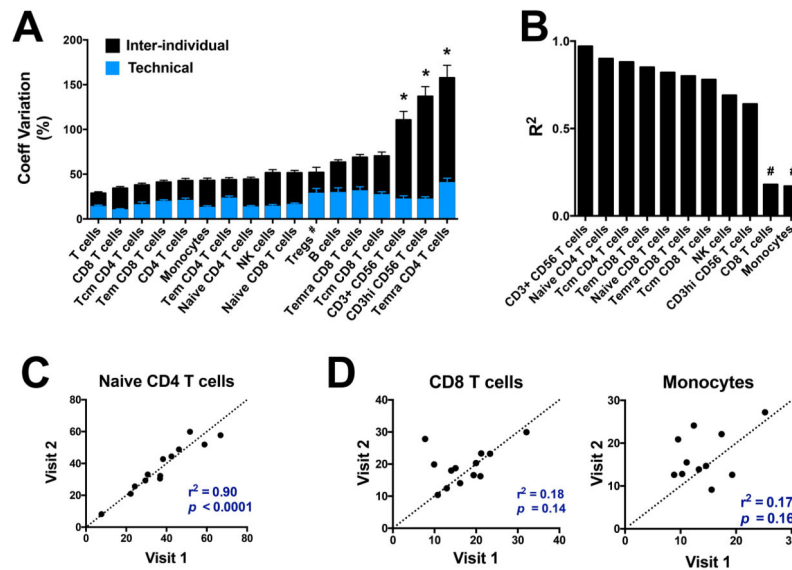 A
Coeff Variation
(%)
200
150
100
50
0
Inter-individual
Technical
*
*
*
T cells
CD8 T cells
Tcm CD4 T cells
Tem CD8 T cells
CD4 T cells
Monocytes
Tem CD4 T cells
Naive CD4 T cells
NK cells
Naive CD8 T cells
Tregs #
B cells
Temra CD8 T cells
Tcm CD8 T cells
CD3+ CD56 T cells
CD3hi CD56 T cells
Temra CD4 T cells
B
R2
1.0
0.5
0.0
#
#
CD3+ CD56 T cells
Naive CD4 T cells
Tcm CD4 T cells
Tem CD8 T cells
Naive CD8 T cells
Temra CD8 T cells
Tcm CD8 T cells
NK cells
CD3hi CD56 T cells
CD8 T cells
Monocytes
C
Naive CD4 T cells
Visit 2
80
60
40
20
0
r2 = 0.90
p < 0.0001
0 20 40 60 80
Visit 1
D
CD8 T cells
Visit 2
40
30
20
10
0
r2 = 0.18
p = 0.14
0 10 20 30 40
Visit 1
Monocytes
Visit 2
30
20
10
0
r2 = 0.17
p = 0.16
0 10 20
Visit 1